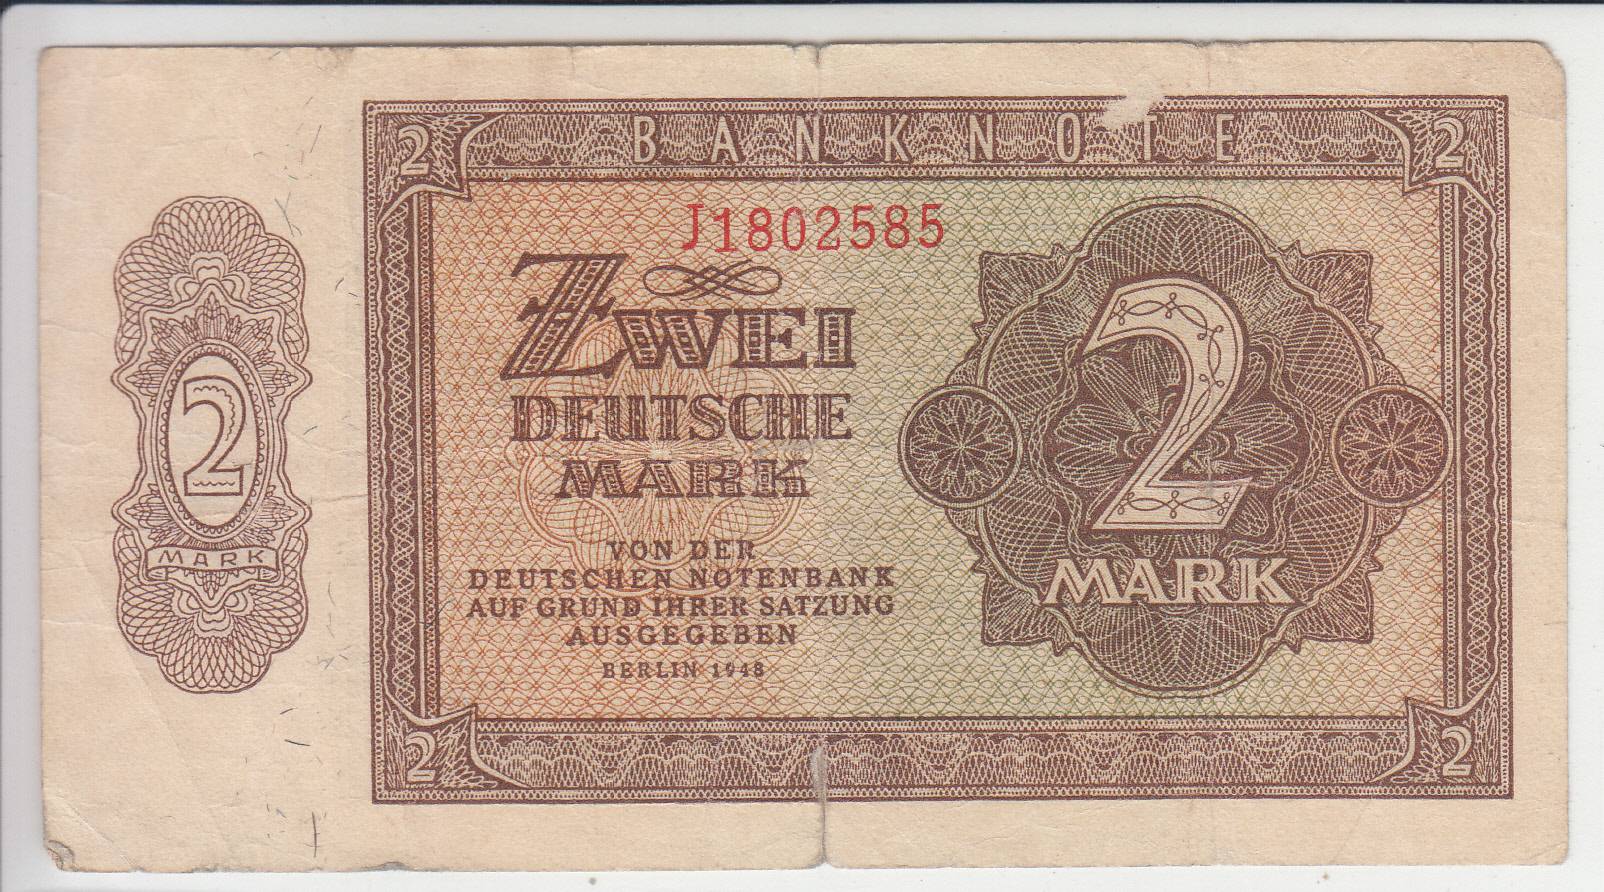 BANKNOTE
2
2
J1802585
ZWEI
DEUTSCHE
MARK
VON DER
DEUTSCHEN NOTENBANK
AUF GRUND IHRER SATZUNG
AUSGEGEBEN
BERLIN 1948
2
MARK
2
MARK
2
2